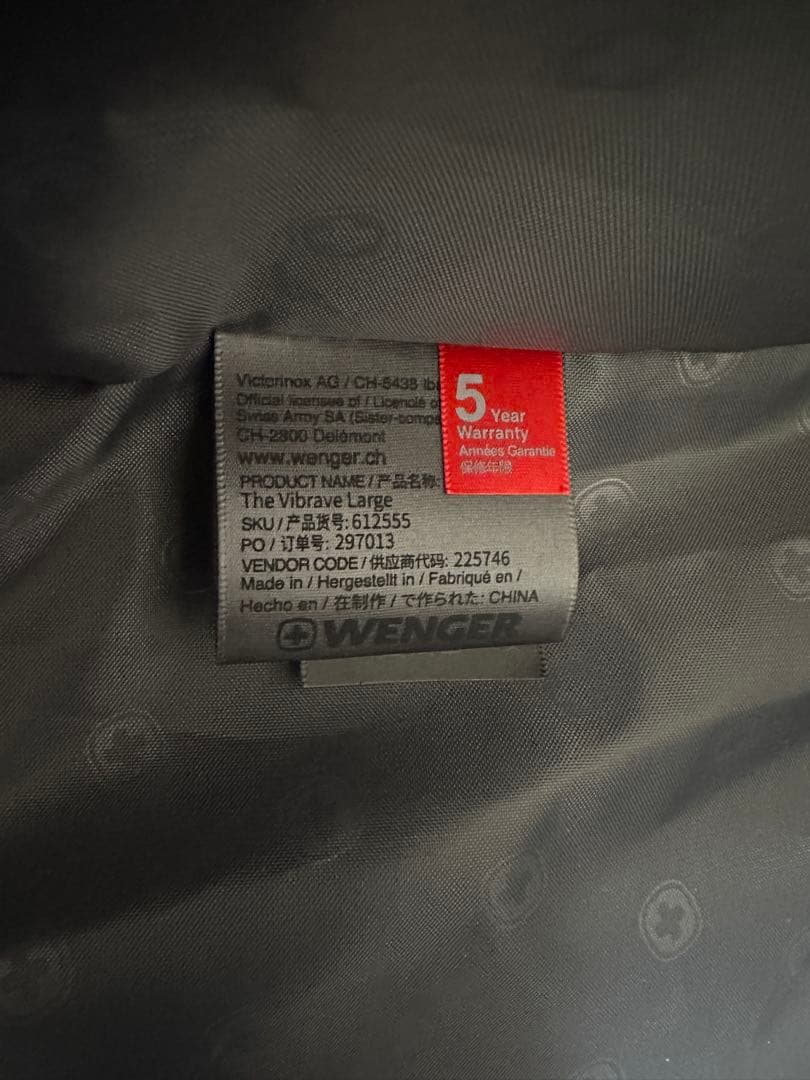 Victorinox AG / CH-6438 Ib
Official licensee of / Licencié o
Swiss Army SA (Sister-compa
CH-2800 Delémont
www.wenger.ch
PRODUCT NAME / 产品名称:
The Vibrave Large
SKU / 产品货号: 612555
PO / 订单号: 297013
VENDOR CODE / 供应商代码: 225746
Made in / Hergestellt in / Fabriqué en /
Hecho en / 在制作 / で作られた: CHINA
WENGER
5 Year
Warranty
Années Garantie
保修年限